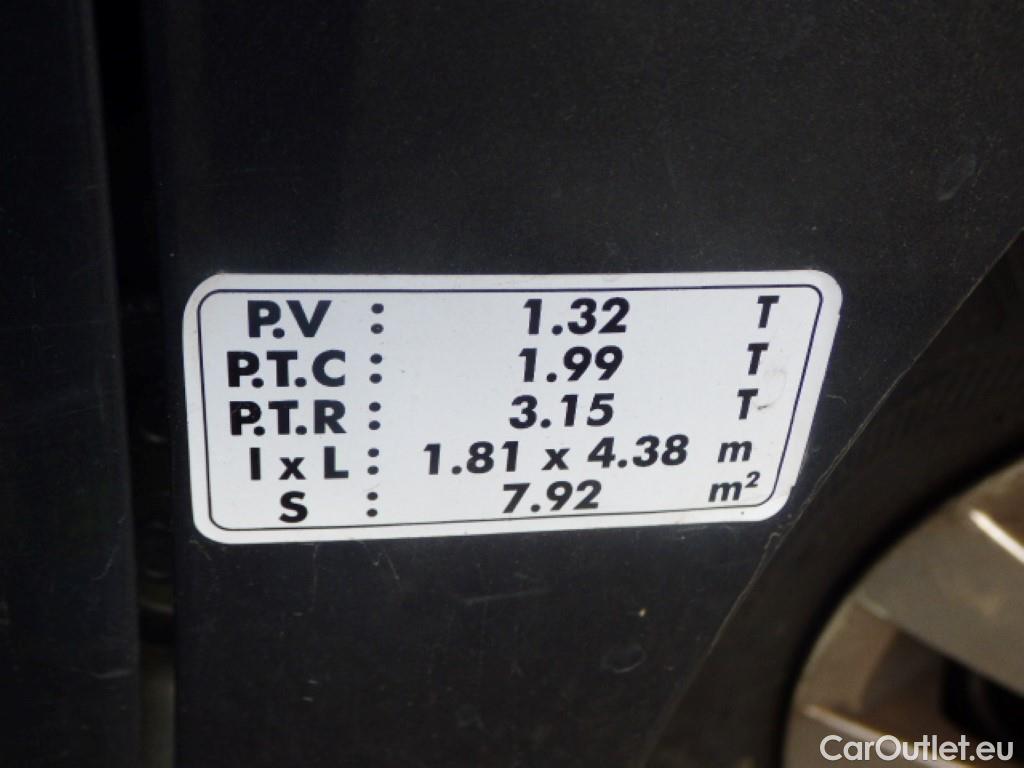 P.V : 1.32 T
P.T.C : 1.99 T
P.T.R : 3.15 T
l x L : 1.81 x 4.38 m
S : 7.92 m²
CarOutlet.eu